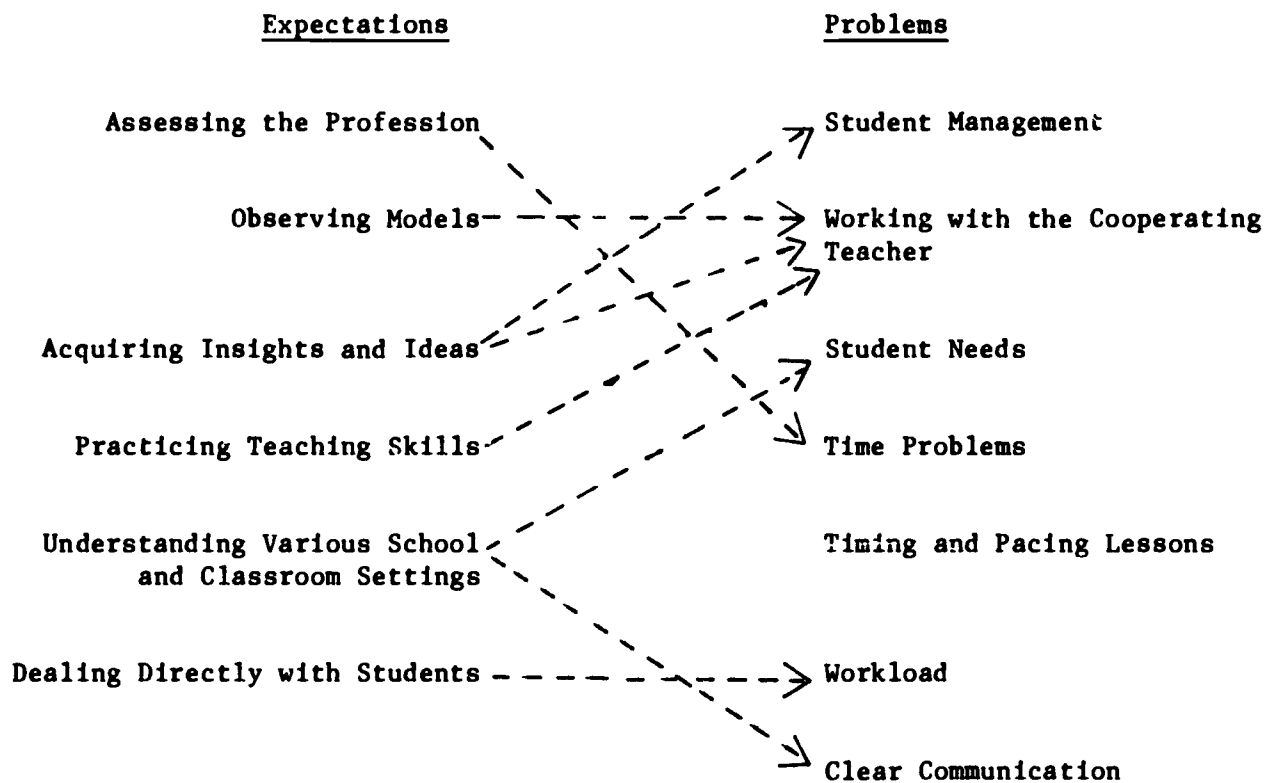 Expectations
Problems
Assessing the Profession
Student Management
Observing Models
Working with the Cooperating
Teacher
Acquiring Insights and Ideas
Student Needs
Practicing Teaching Skills
Time Problems
Understanding Various School
and Classroom Settings
Timing and Pacing Lessons
Dealing Directly with Students
Workload
Clear Communication